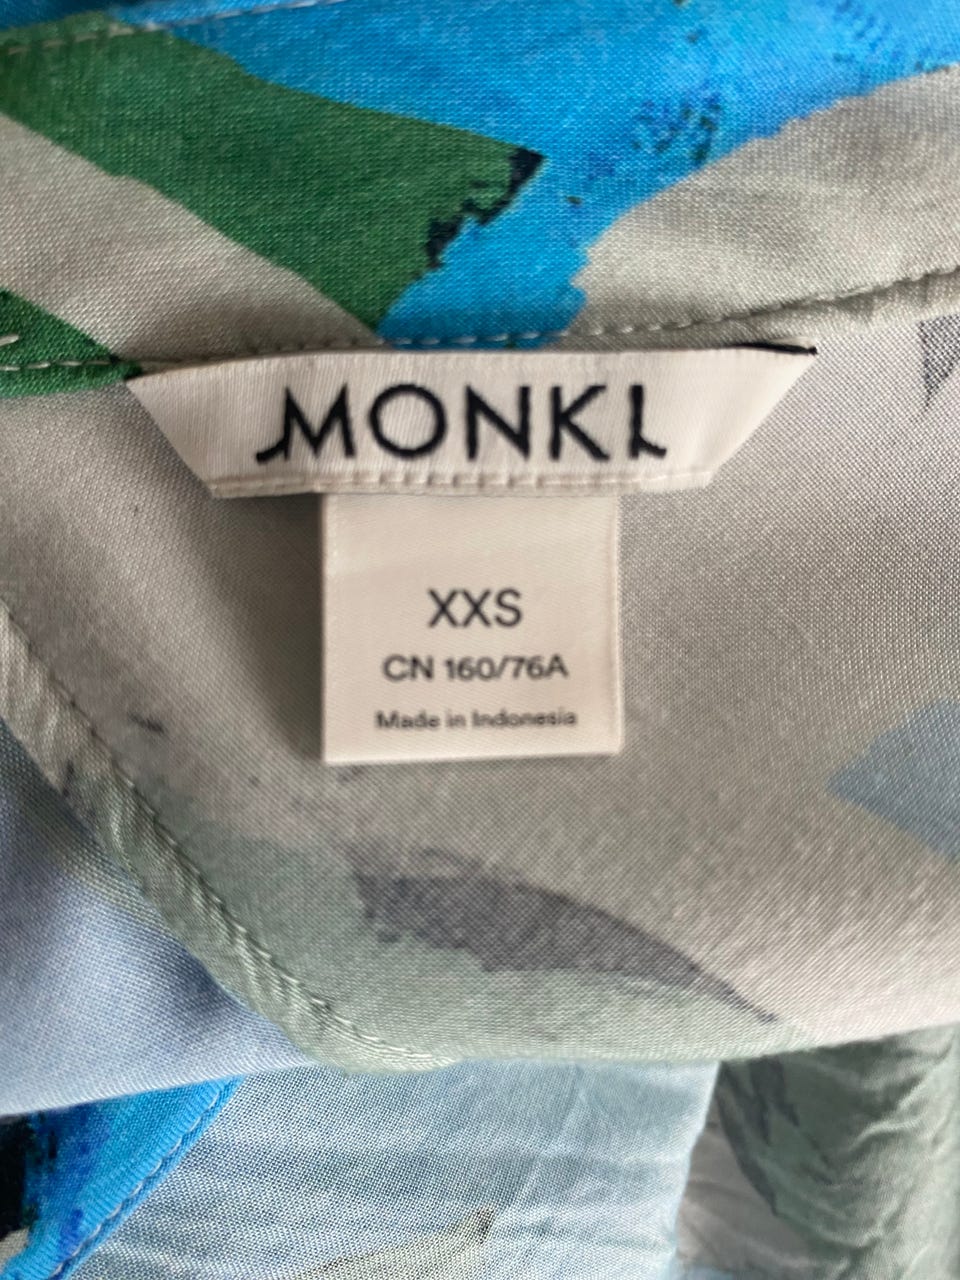 MONKI
XXS
CN 160/76A
Made in Indonesia